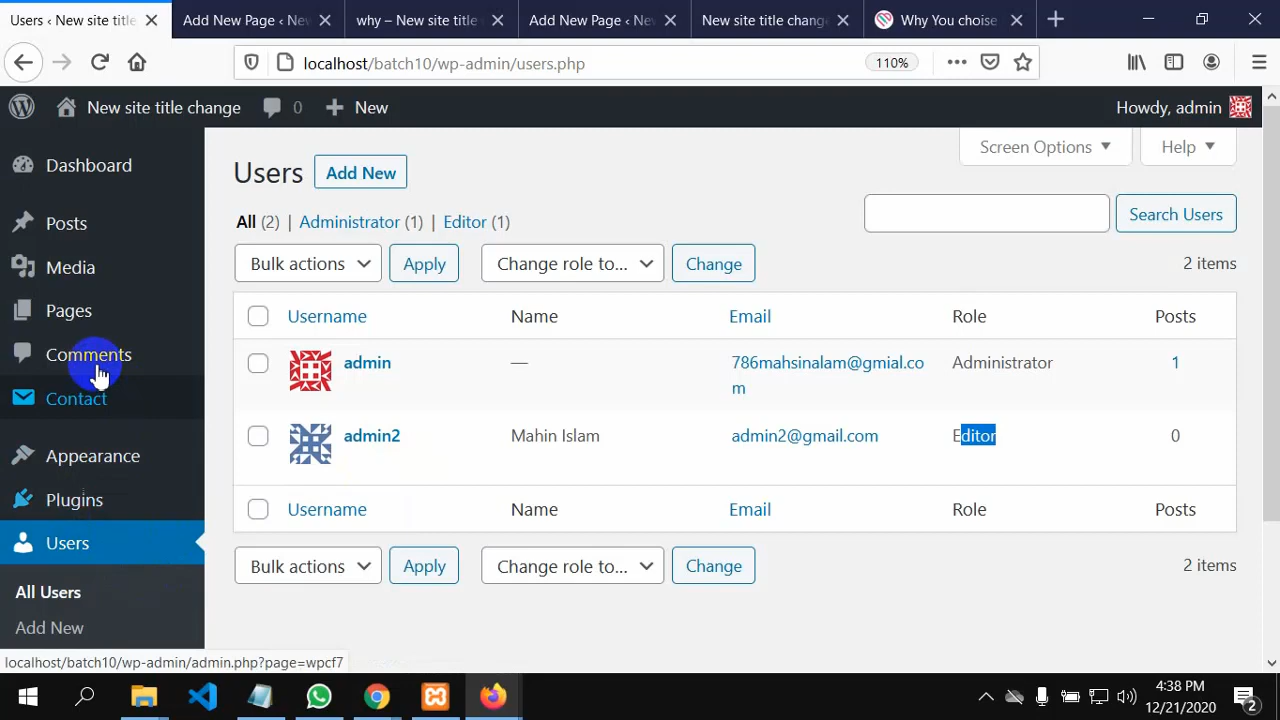 Users ‹ New site title
Add New Page ‹ New
why – New site title
Add New Page ‹ New
New site title change
Why You choise
localhost/batch10/wp-admin/users.php
110%
New site title change
0
New
Howdy, admin
Dashboard
Posts
Media
Pages
Comments
Contact
Appearance
Plugins
Users
All Users
Add New
Screen Options
Help
Users
Add New
All (2) | Administrator (1) | Editor (1)
Search Users
Bulk actions
Apply
Change role to...
Change
2 items
Username Name Email Role Posts
admin — 786mahsinalam@gmial.co
m
Administrator 1
admin2 Mahin Islam admin2@gmail.com Editor 0
Username Name Email Role Posts
Bulk actions
Apply
Change role to...
Change
2 items
localhost/batch10/wp-admin/admin.php?page=wpcf7
4:38 PM
12/21/2020
2